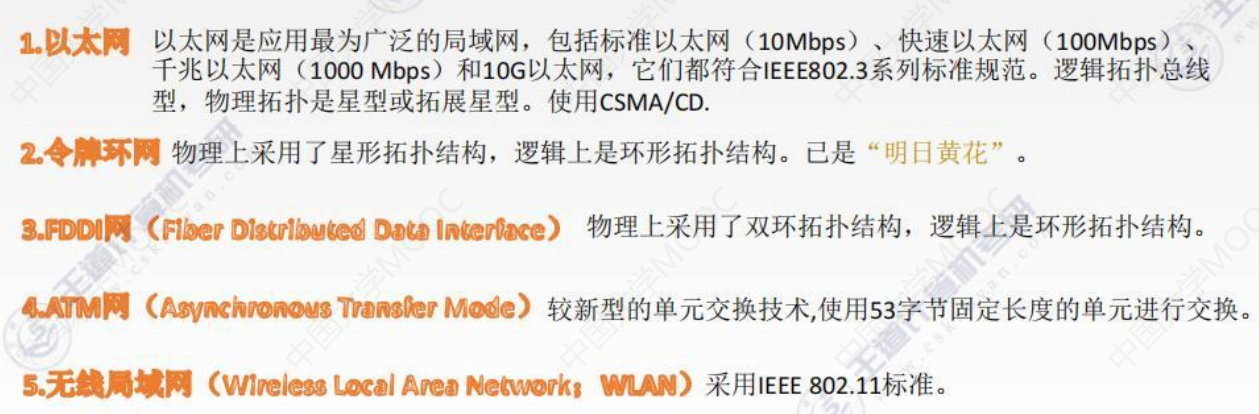 1.以太网 以太网是应用最为广泛的局域网，包括标准以太网（10Mbps）、快速以太网（100Mbps）、
千兆以太网（1000 Mbps）和10G以太网，它们都符合IEEE802.3系列标准规范。逻辑拓扑总线
型，物理拓扑是星型或拓展星型。使用CSMA/CD.
2.令牌环网 物理上采用了星形拓扑结构，逻辑上是环形拓扑结构。已是“明日黄花”。
3.FDDI网（Fiber Distributed Data Interface） 物理上采用了双环拓扑结构，逻辑上是环形拓扑结构。
4.ATM网（Asynchronous Transfer Mode）较新型的单元交换技术,使用53字节固定长度的单元进行交换。
5.无线局域网（Wireless Local Area Network；WLAN）采用IEEE 802.11标准。